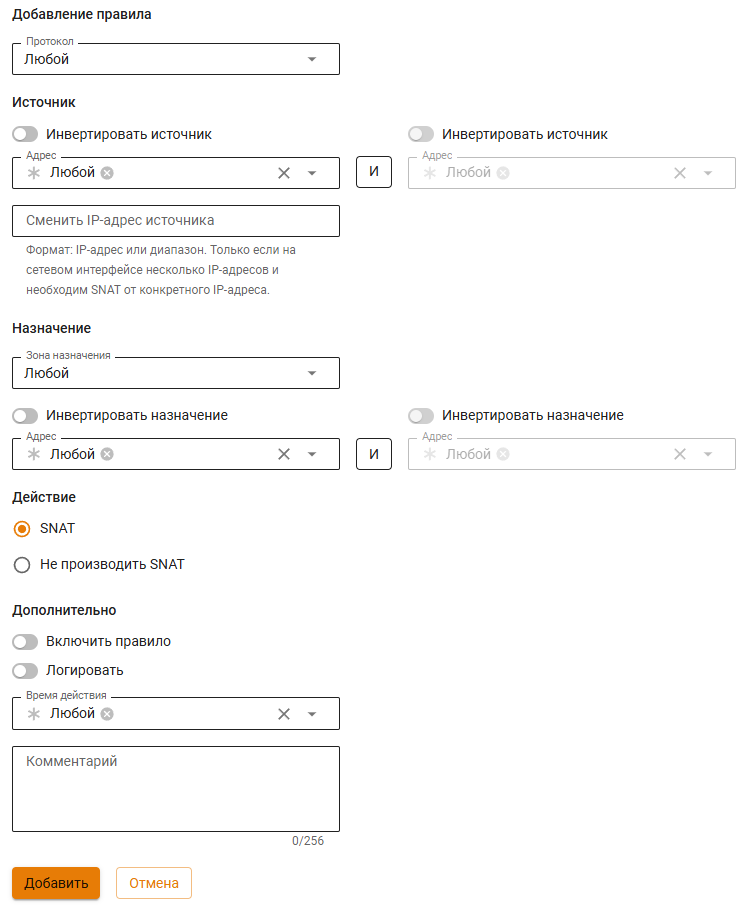 Добавление правила
Протокол
Любой
Источник
Инвертировать источник
Инвертировать источник
Адрес
Любой
И
Адрес
Любой
Сменить IP-адрес источника
Формат: IP-адрес или диапазон. Только если на
сетевом интерфейсе несколько IP-адресов и
необходим SNAT от конкретного IP-адреса.
Назначение
Зона назначения
Любой
Инвертировать назначение
Инвертировать назначение
Адрес
Любой
И
Адрес
Любой
Действие
SNAT
Не производить SNAT
Дополнительно
Включить правило
Логировать
Время действия
Любой
Комментарий
0/256
Добавить
Отмена